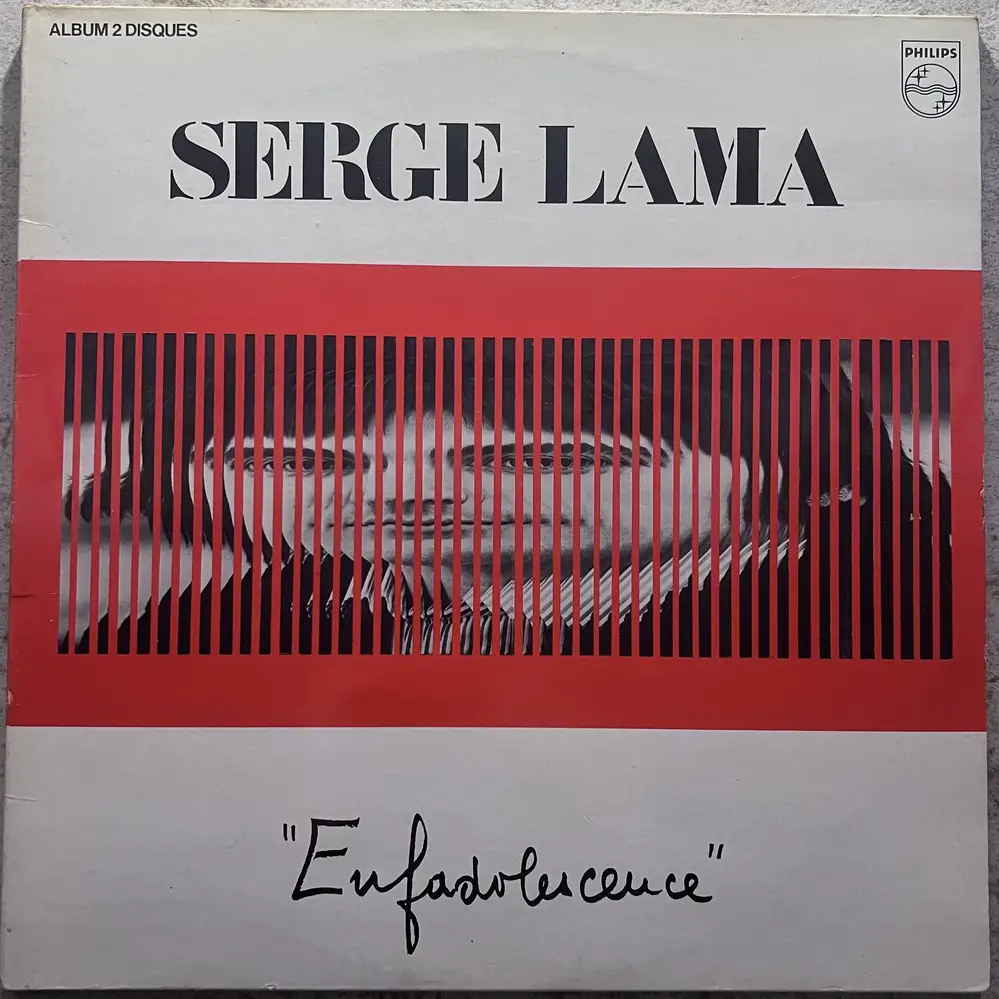 ALBUM 2 DISQUES
PHILIPS
SERGE LAMA
"Enfadolescence"